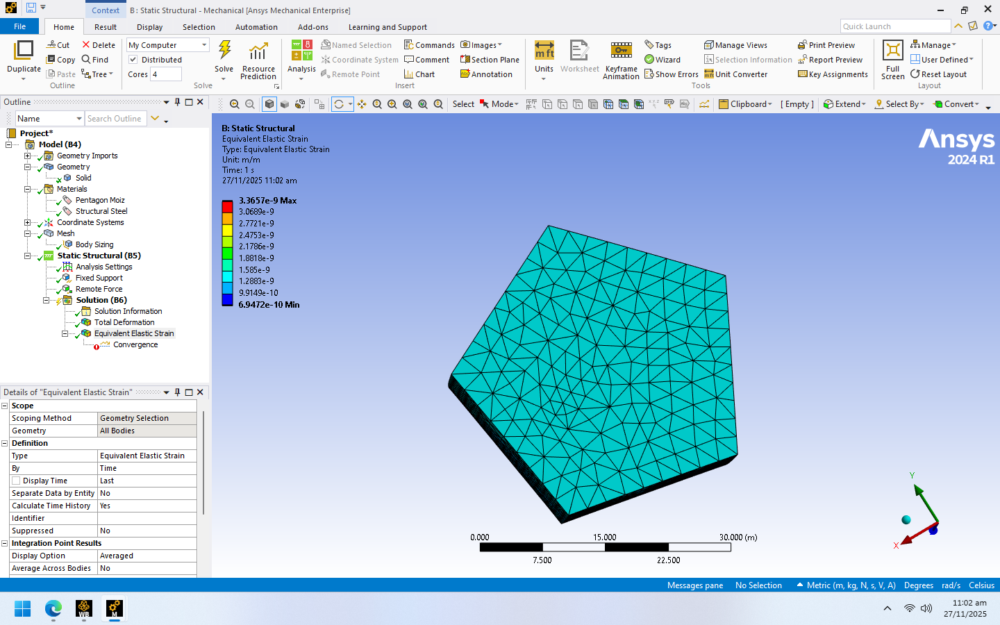 Context
B : Static Structural - Mechanical [Ansys Mechanical Enterprise]
File Home Result Display Selection Automation Add-ons Learning and Support
Quick Launch
Duplicate
Cut
Copy
Paste
Delete
Find
Tree
Outline
My Computer
Distributed
Cores 4
Solve
Resource
Prediction
Solve
Analysis
Named Selection
Coordinate System
Remote Point
Commands
Comment
Chart
Images
Section Plane
Annotation
Insert
Units
mft
Worksheet
Keyframe
Animation
Tags
Wizard
Show Errors
Manage Views
Selection Information
Unit Converter
Print Preview
Report Preview
Key Assignments
Tools
Full
Screen
Manage
User Defined
Reset Layout
Layout
Outline
Name Search Outline
Select Mode
Clipboard [ Empty ] Extend Select By Convert
Project*
Model (B4)
Geometry Imports
Geometry
Solid
Materials
Pentagon Moiz
Structural Steel
Coordinate Systems
Mesh
Body Sizing
Static Structural (B5)
Analysis Settings
Fixed Support
Remote Force
Solution (B6)
Solution Information
Total Deformation
Equivalent Elastic Strain
Convergence
Details of "Equivalent Elastic Strain"
Scope
Scoping Method Geometry Selection
Geometry All Bodies
Definition
Type Equivalent Elastic Strain
By Time
Display Time Last
Separate Data by Entity No
Calculate Time History Yes
Identifier
Suppressed No
Integration Point Results
Display Option Averaged
Average Across Bodies No
B: Static Structural
Equivalent Elastic Strain
Type: Equivalent Elastic Strain
Unit: m/m
Time: 1 s
27/11/2025 11:02 am
3.3657e-9 Max
3.0689e-9
2.7721e-9
2.4753e-9
2.1786e-9
1.8818e-9
1.585e-9
1.2883e-9
9.9149e-10
6.9472e-10 Min
Ansys
2024 R1
0.000 15.000 30.000 (m)
7.500 22.500
Y
X
Messages pane No Selection Metric (m, kg, N, s, V, A) Degrees rad/s Celsius
WB
M
11:02 am
27/11/2025